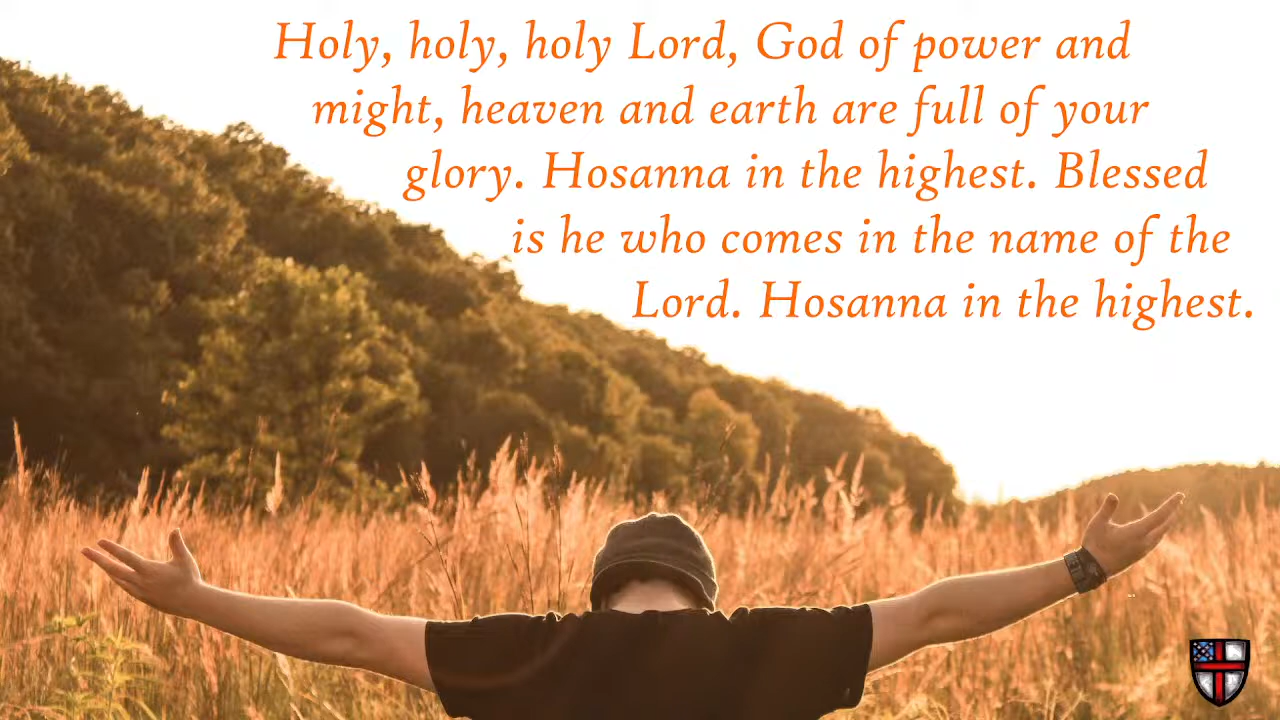 Holy, holy, holy Lord, God of power and
might, heaven and earth are full of your
glory. Hosanna in the highest. Blessed
is he who comes in the name of the
Lord. Hosanna in the highest.